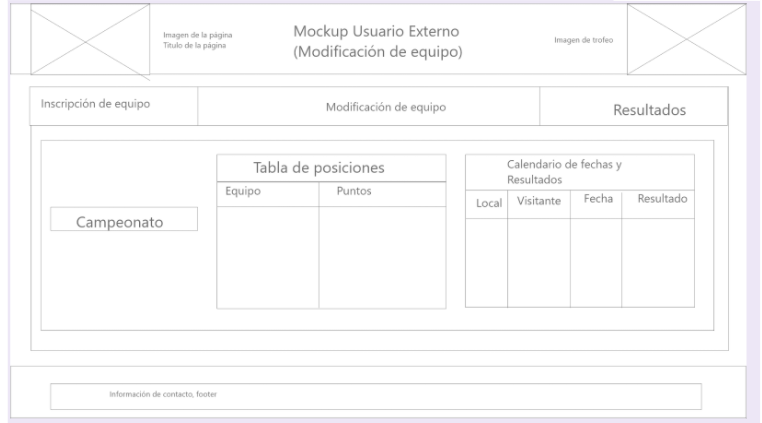 Imagen de la página
Titulo de la página
Mockup Usuario Externo
(Modificación de equipo)
Imagen de trofeo
Inscripción de equipo
Modificación de equipo
Resultados
Campeonato
Tabla de posiciones
Equipo
Puntos
Calendario de fechas y
Resultados
Local
Visitante
Fecha
Resultado
Información de contacto, footer